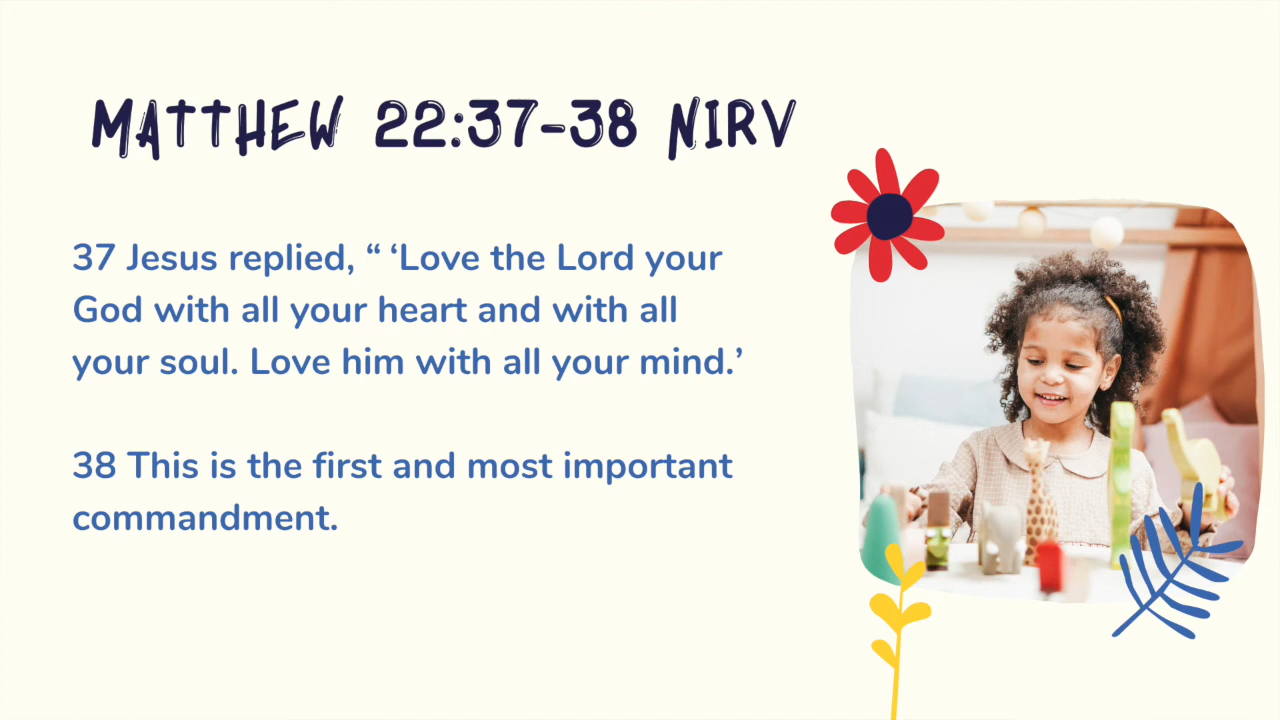 MATTHEW 22:37-38 NIRV
37 Jesus replied, “ ‘Love the Lord your
God with all your heart and with all
your soul. Love him with all your mind.’
38 This is the first and most important
commandment.